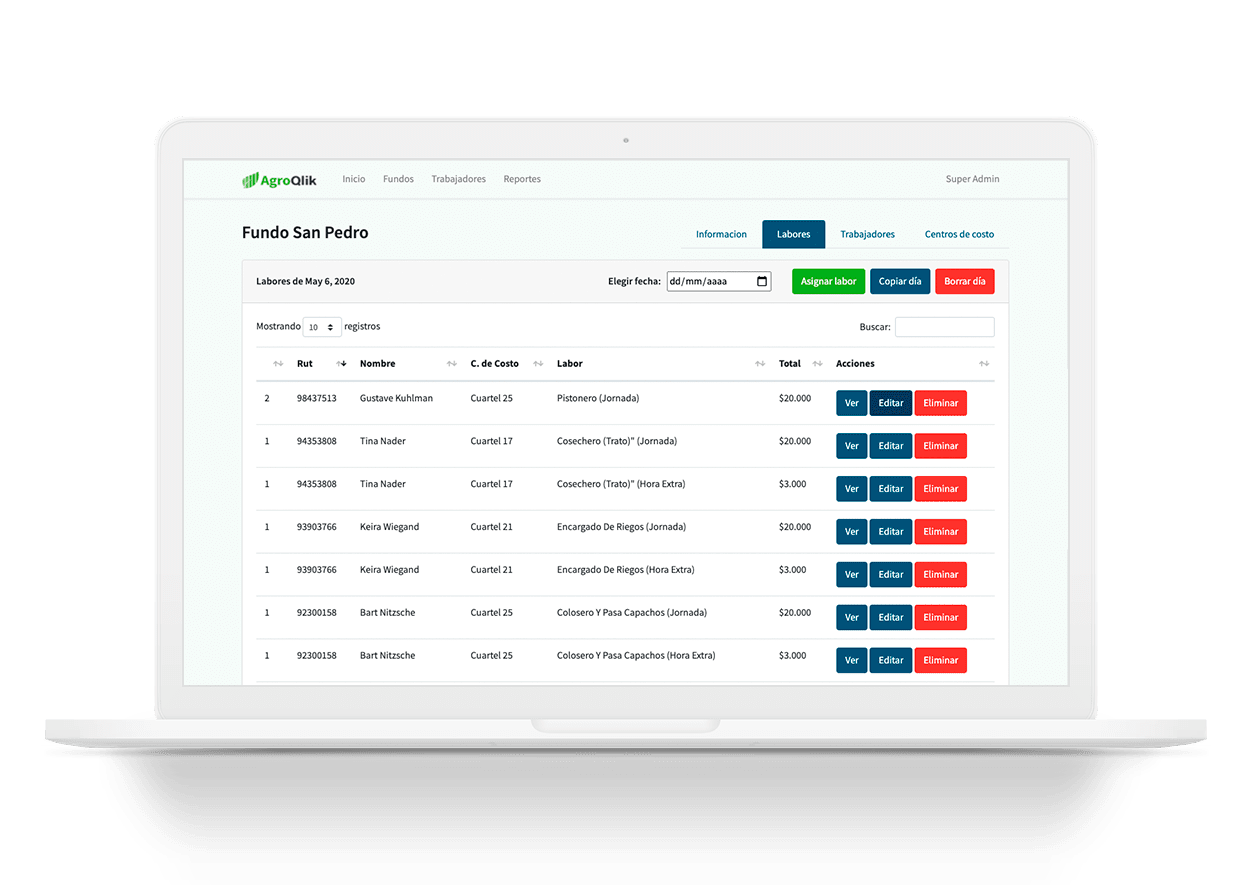 AgroQlik Inicio Fundos Trabajadores Reportes Super Admin
Fundo San Pedro Informacion Labores Trabajadores Centros de costo
Labores de May 6, 2020 Elegir fecha: dd/mm/aaaa Asignar labor Copiar día Borrar día
Mostrando 10 registros Buscar:
Rut Nombre C. de Costo Labor Total Acciones
2 98437513 Gustave Kuhlman Cuartel 25 Pistonero (Jornada) $20.000 Ver Editar Eliminar
1 94353808 Tina Nader Cuartel 17 Cosechero (Trato)" (Jornada) $20.000 Ver Editar Eliminar
1 94353808 Tina Nader Cuartel 17 Cosechero (Trato)" (Hora Extra) $3.000 Ver Editar Eliminar
1 93903766 Keira Wiegand Cuartel 21 Encargado De Riegos (Jornada) $20.000 Ver Editar Eliminar
1 93903766 Keira Wiegand Cuartel 21 Encargado De Riegos (Hora Extra) $3.000 Ver Editar Eliminar
1 92300158 Bart Nitzsche Cuartel 25 Colosero Y Pasa Capachos (Jornada) $20.000 Ver Editar Eliminar
1 92300158 Bart Nitzsche Cuartel 25 Colosero Y Pasa Capachos (Hora Extra) $3.000 Ver Editar Eliminar